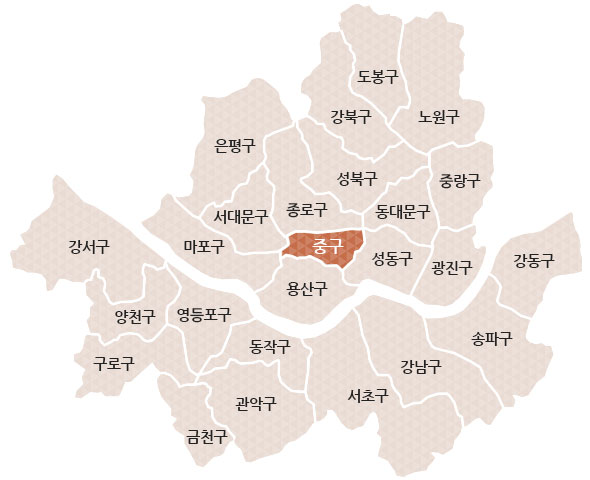 도봉구
강북구
노원구
은평구
성북구
중랑구
서대문구
종로구
동대문구
강서구
마포구
중구
성동구
광진구
강동구
용산구
양천구
영등포구
송파구
동작구
구로구
강남구
관악구
서초구
금천구